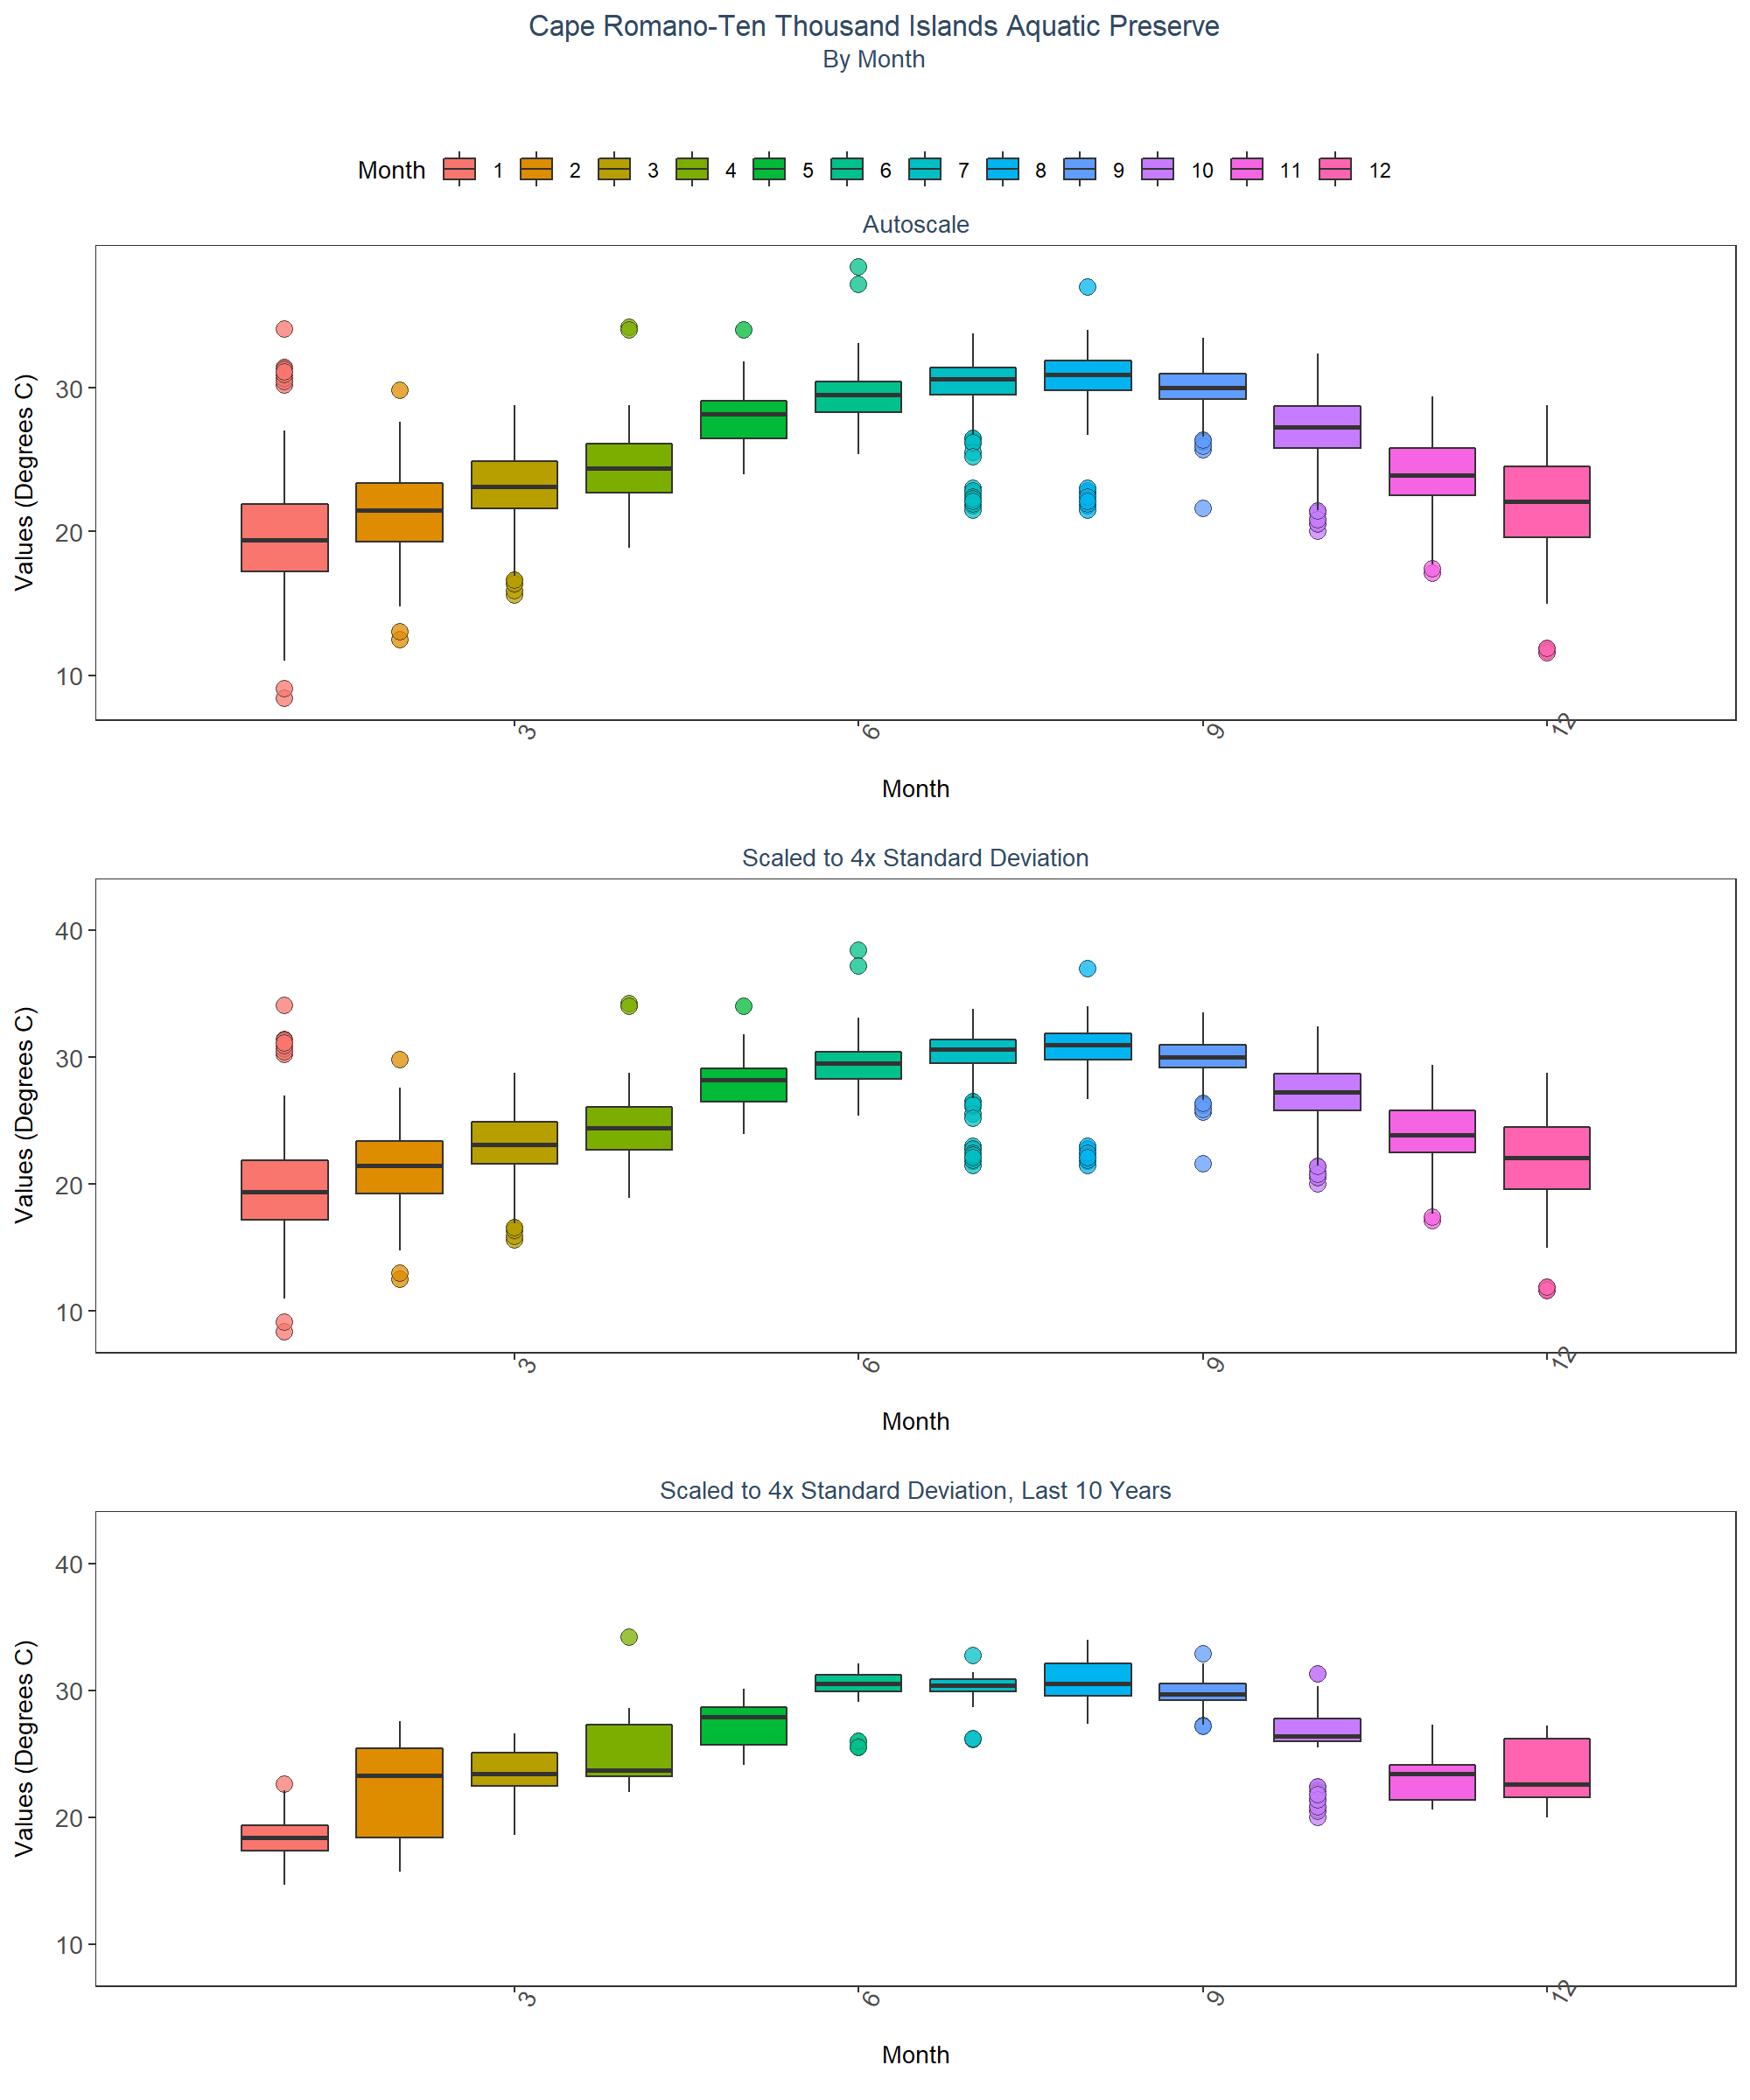 Cape Romano-Ten Thousand Islands Aquatic Preserve
By Month
Month 1 2 3 4 5 6 7 8 9 10 11 12
Autoscale
Values (Degrees C)
30
20
10
3 6 9 12
Month
Scaled to 4x Standard Deviation
Values (Degrees C)
40
30
20
10
3 6 9 12
Month
Scaled to 4x Standard Deviation, Last 10 Years
Values (Degrees C)
40
30
20
10
3 6 9 12
Month